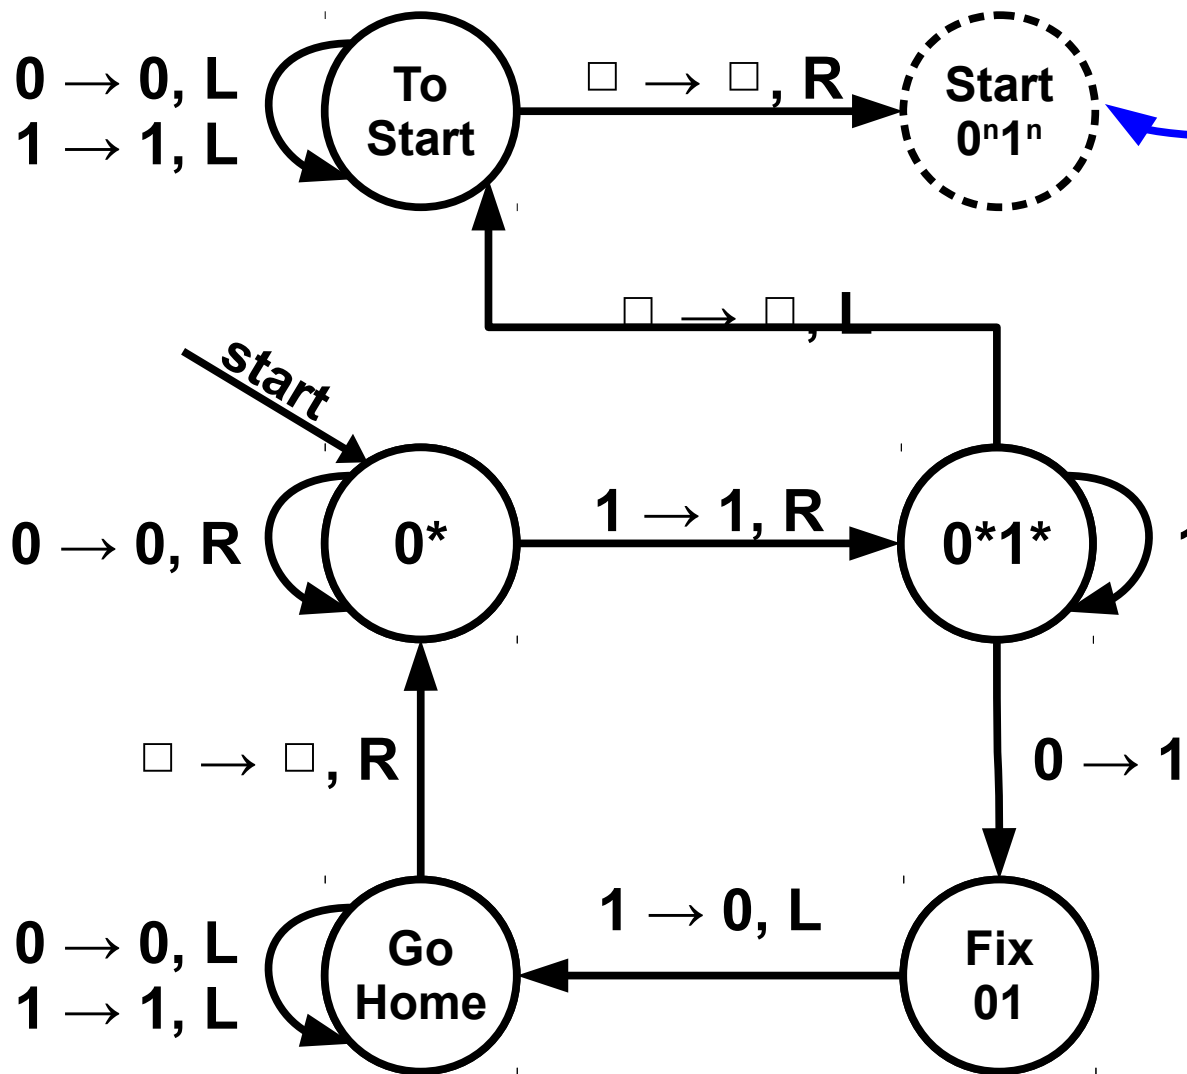 0 → 0, L
1 → 1, L
To
Start
□ → □, R
Start
0ⁿ1ⁿ
□ → □, L
start
0 → 0, R
0*
1 → 1, R
0*1*
□ → □, R
0 → 1
0 → 0, L
1 → 1, L
Go
Home
1 → 0, L
Fix
01